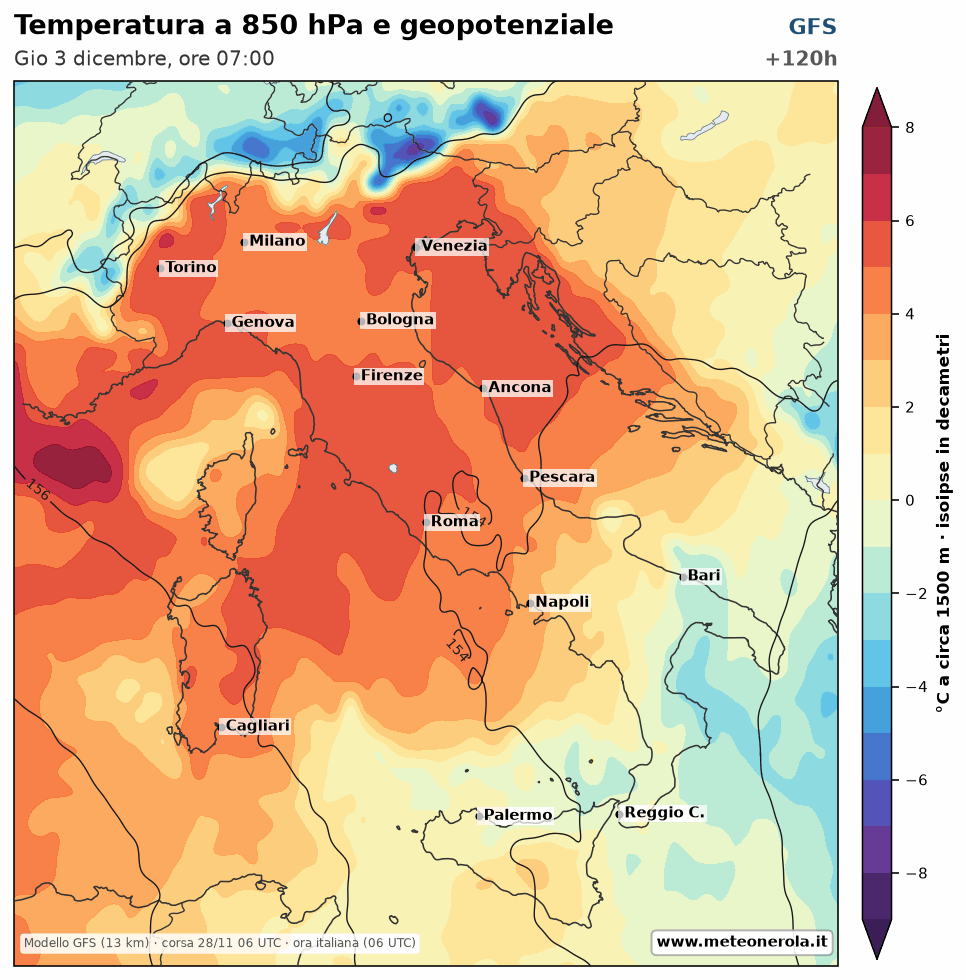 Temperatura a 850 hPa e geopotenziale
GFS
Gio 3 dicembre, ore 07:00
+120h
Milano
Venezia
Torino
Genova
Bologna
Firenze
Ancona
Pescara
156
Roma
Bari
Napoli
154
Cagliari
Palermo
Reggio C.
Modello GFS (13 km) · corsa 28/11 06 UTC · ora italiana (06 UTC)
www.meteonerola.it
8
6
4
2
0
−2
−4
−6
−8
°C a circa 1500 m · isoipse in decametri